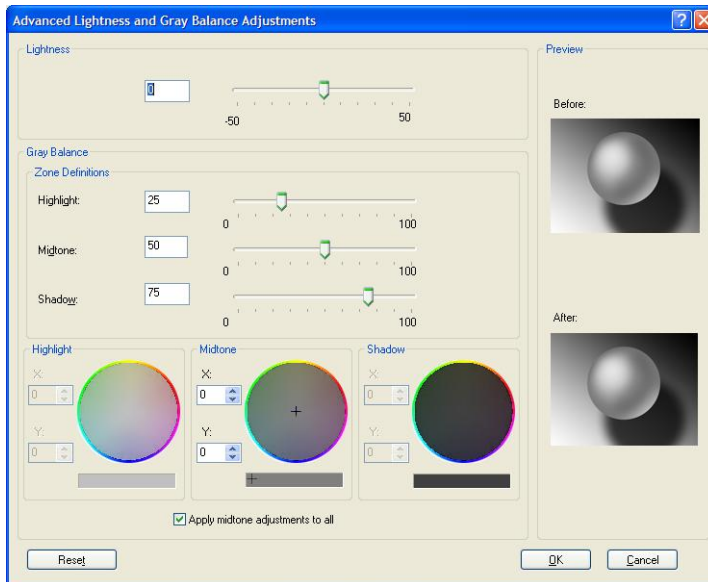 Advanced Lightness and Gray Balance Adjustments
Lightness
0
-50 50
Gray Balance
Zone Definitions
Highlight: 25
0 100
Midtone: 50
0 100
Shadow: 75
0 100
Highlight
X:
0
Y:
0
Midtone
X:
0
Y:
0
Shadow
X:
0
Y:
0
Apply midtone adjustments to all
Preview
Before:
After:
Reset
OK
Cancel